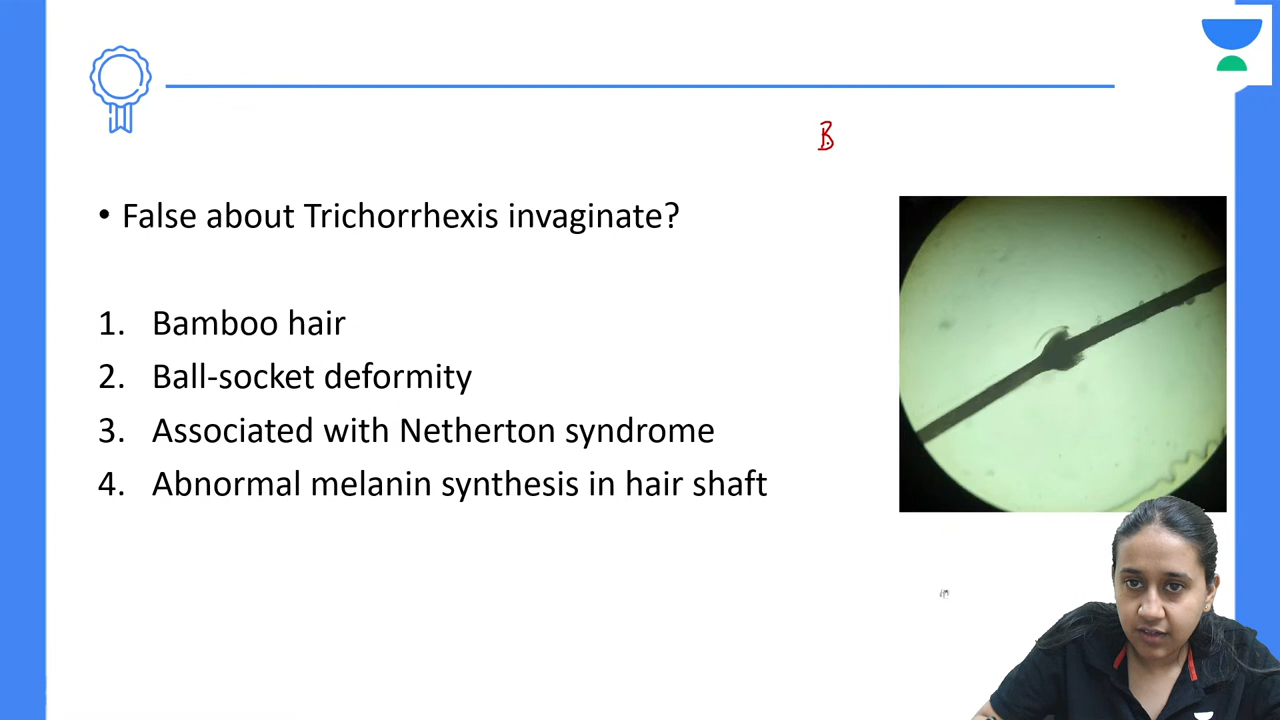 B
• False about Trichorrhexis invaginate?
1. Bamboo hair
2. Ball-socket deformity
3. Associated with Netherton syndrome
4. Abnormal melanin synthesis in hair shaft